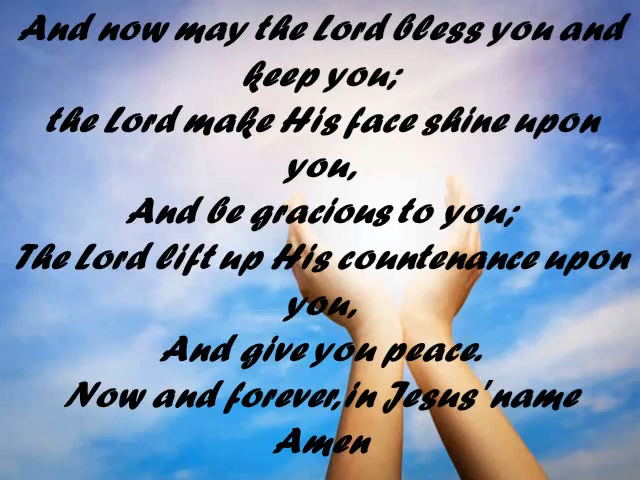 And now may the Lord bless you and
keep you;
the Lord make His face shine upon
you,
And be gracious to you;
The Lord lift up His countenance upon
you,
And give you peace.
Now and forever,in Jesus'name
Amen